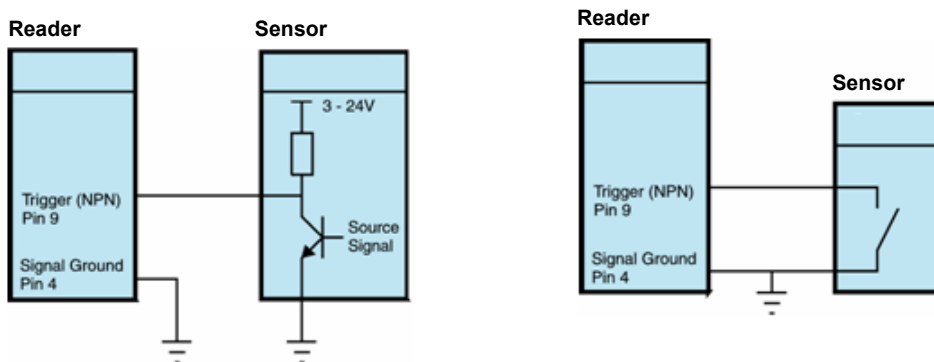 Reader
Sensor
3 - 24V
Trigger (NPN)
Pin 9
Source
Signal
Signal Ground
Pin 4
Reader
Sensor
Trigger (NPN)
Pin 9
Signal Ground
Pin 4